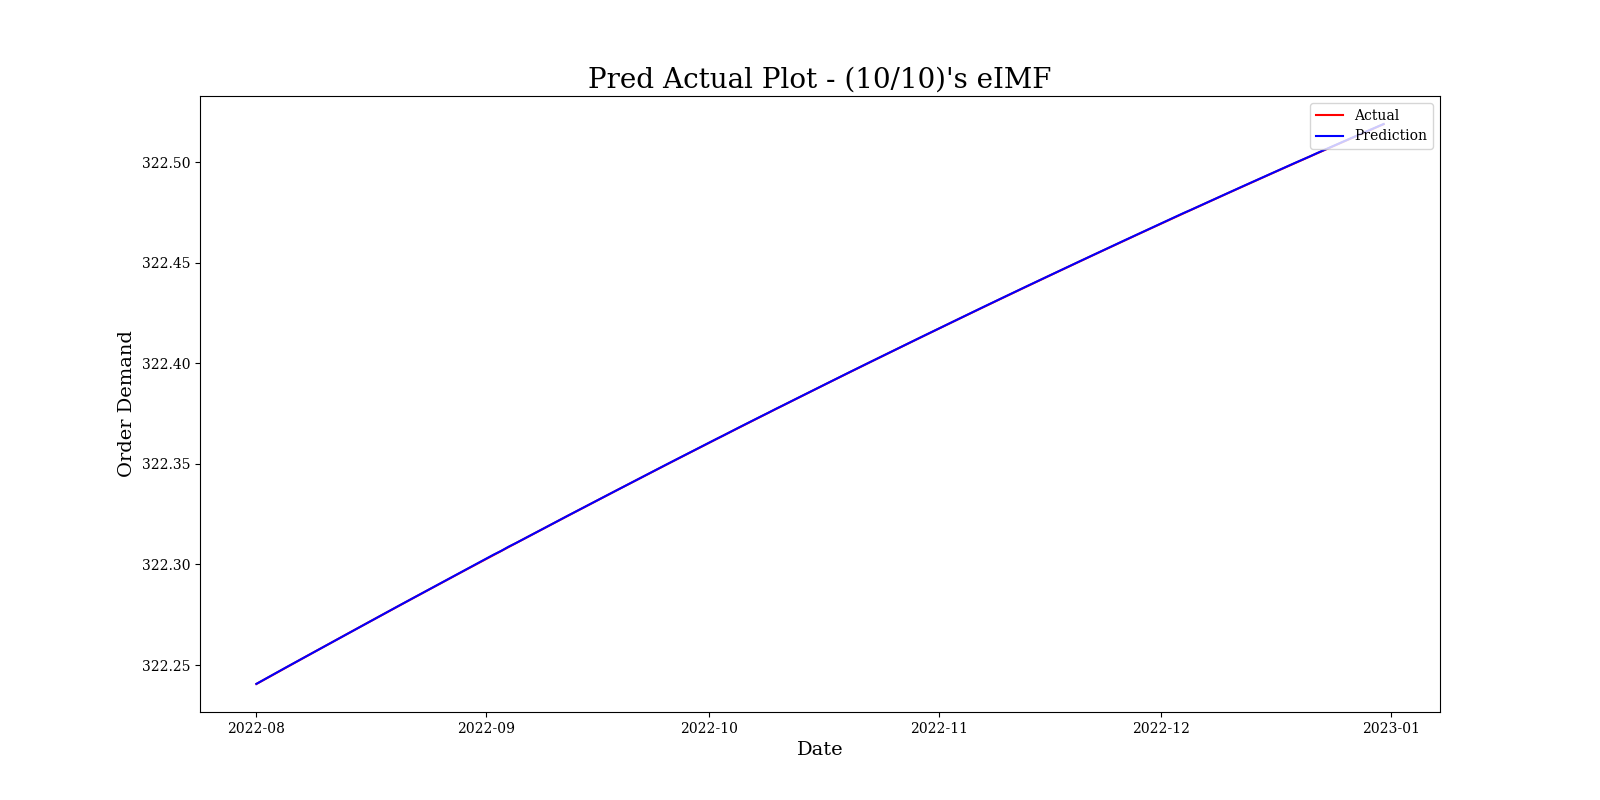 Pred Actual Plot - (10/10)'s eIMF
Actual
Prediction
Order Demand
322.50
322.45
322.40
322.35
322.30
322.25
2022-08
2022-09
2022-10
2022-11
2022-12
2023-01
Date